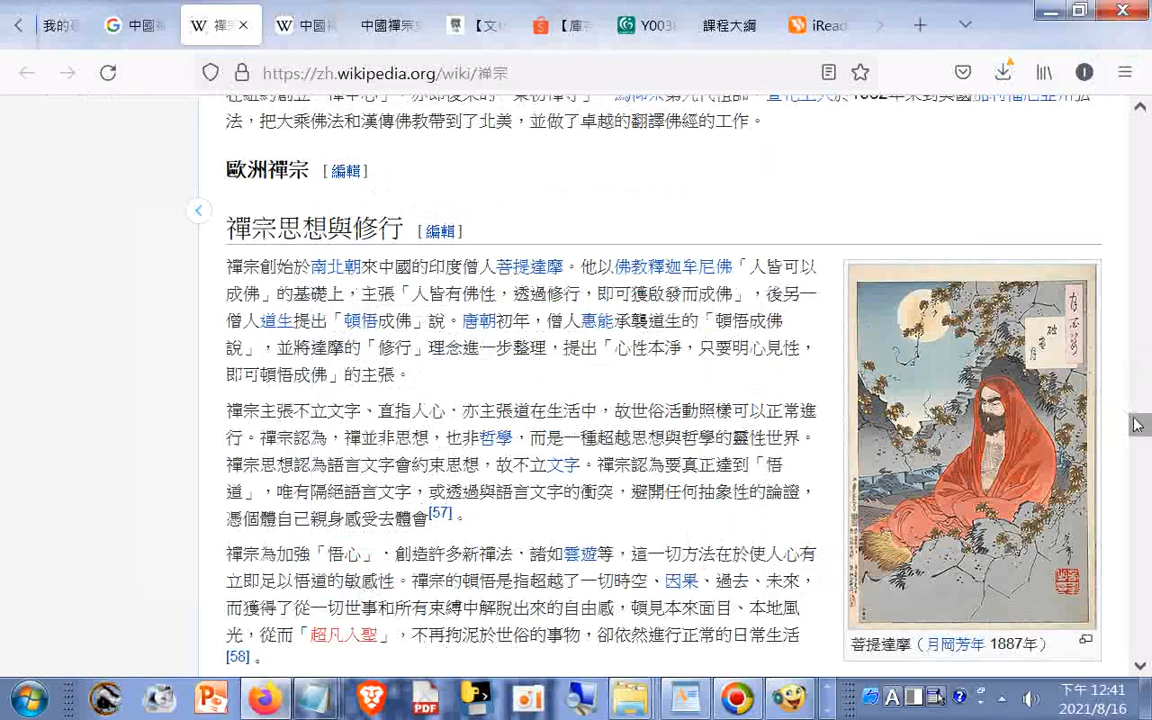 我的
中國
禪宗
中國禪
中國禪宗
【文
【庫存
Y003
課程大綱
iRead
https://zh.wikipedia.org/wiki/禪宗
法，把大乘佛法和漢傳佛教帶到了北美，並做了卓越的翻譯佛經的工作。
歐洲禪宗 [編輯]
禪宗思想與修行 [編輯]
禪宗創始於南北朝來中國的印度僧人菩提達摩。他以佛教釋迦牟尼佛「人皆可以
成佛」的基礎上，主張「人皆有佛性，透過修行，即可獲啟發而成佛」，後另一
僧人道生提出「頓悟成佛」說。唐朝初年，僧人惠能承襲道生的「頓悟成佛
說」，並將達摩的「修行」理念進一步整理，提出「心性本淨，只要明心見性，
即可頓悟成佛」的主張。
禪宗主張不立文字、直指人心，亦主張道在生活中，故世俗活動照樣可以正常進
行。禪宗認為，禪並非思想，也非哲學，而是一種超越思想與哲學的靈性世界。
禪宗思想認為語言文字會約束思想，故不立文字。禪宗認為要真正達到「悟
道」，唯有隔絕語言文字，或透過與語言文字的衝突，避開任何抽象性的論證，
憑個體自己親身感受去體會[57]。
禪宗為加強「悟心」，創造許多新禪法，諸如雲遊等，這一切方法在於使人心有
立即足以悟道的敏感性。禪宗的頓悟是指超越了一切時空、因果、過去、未來，
而獲得了從一切世事和所有束縛中解脫出來的自由感，頓見本來面目、本地風
光，從而「超凡入聖」，不再拘泥於世俗的事物，卻依然進行正常的日常生活
[58]。
菩提達摩（月岡芳年 1887年）
PDF
A
下午 12:41
2021/8/16